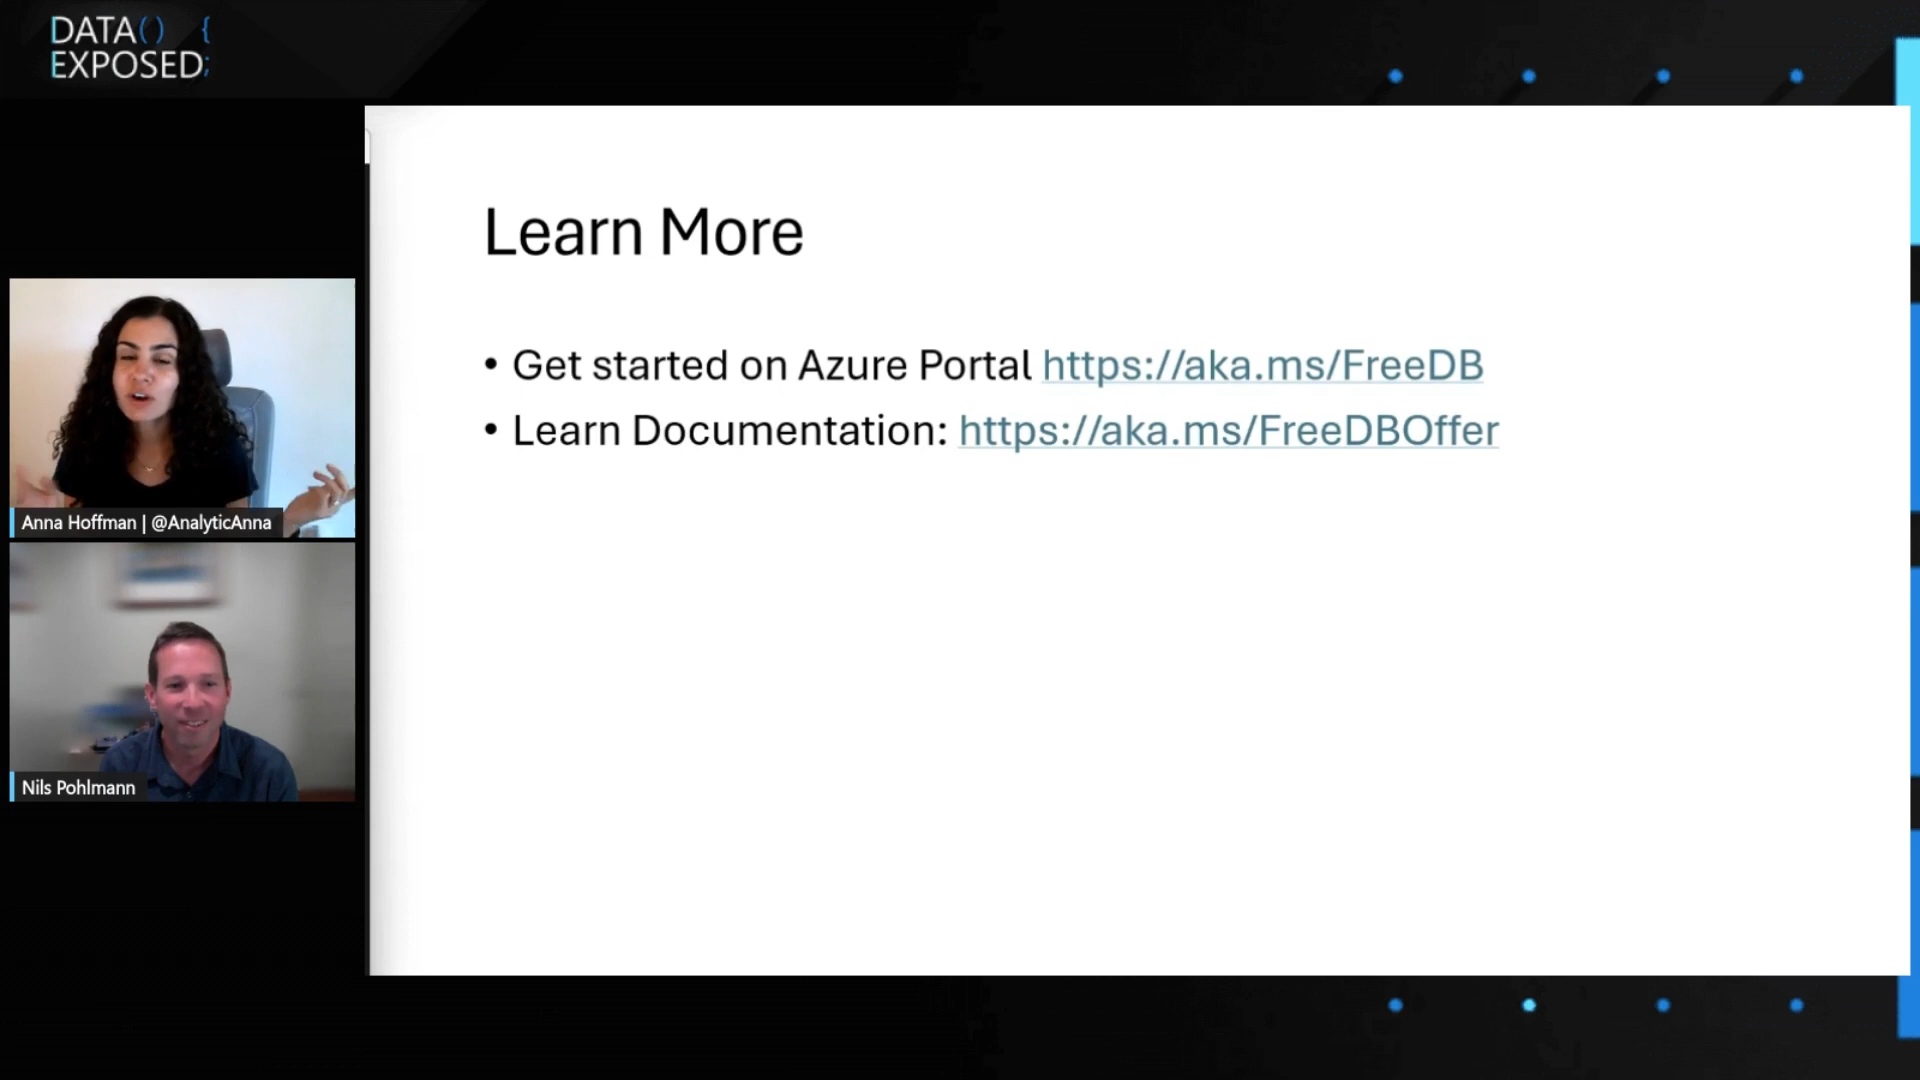 DATA() {
EXPOSED;
Learn More
• Get started on Azure Portal https://aka.ms/FreeDB
• Learn Documentation: https://aka.ms/FreeDBOffer
Anna Hoffman | @AnalyticAnna
Nils Pohlmann